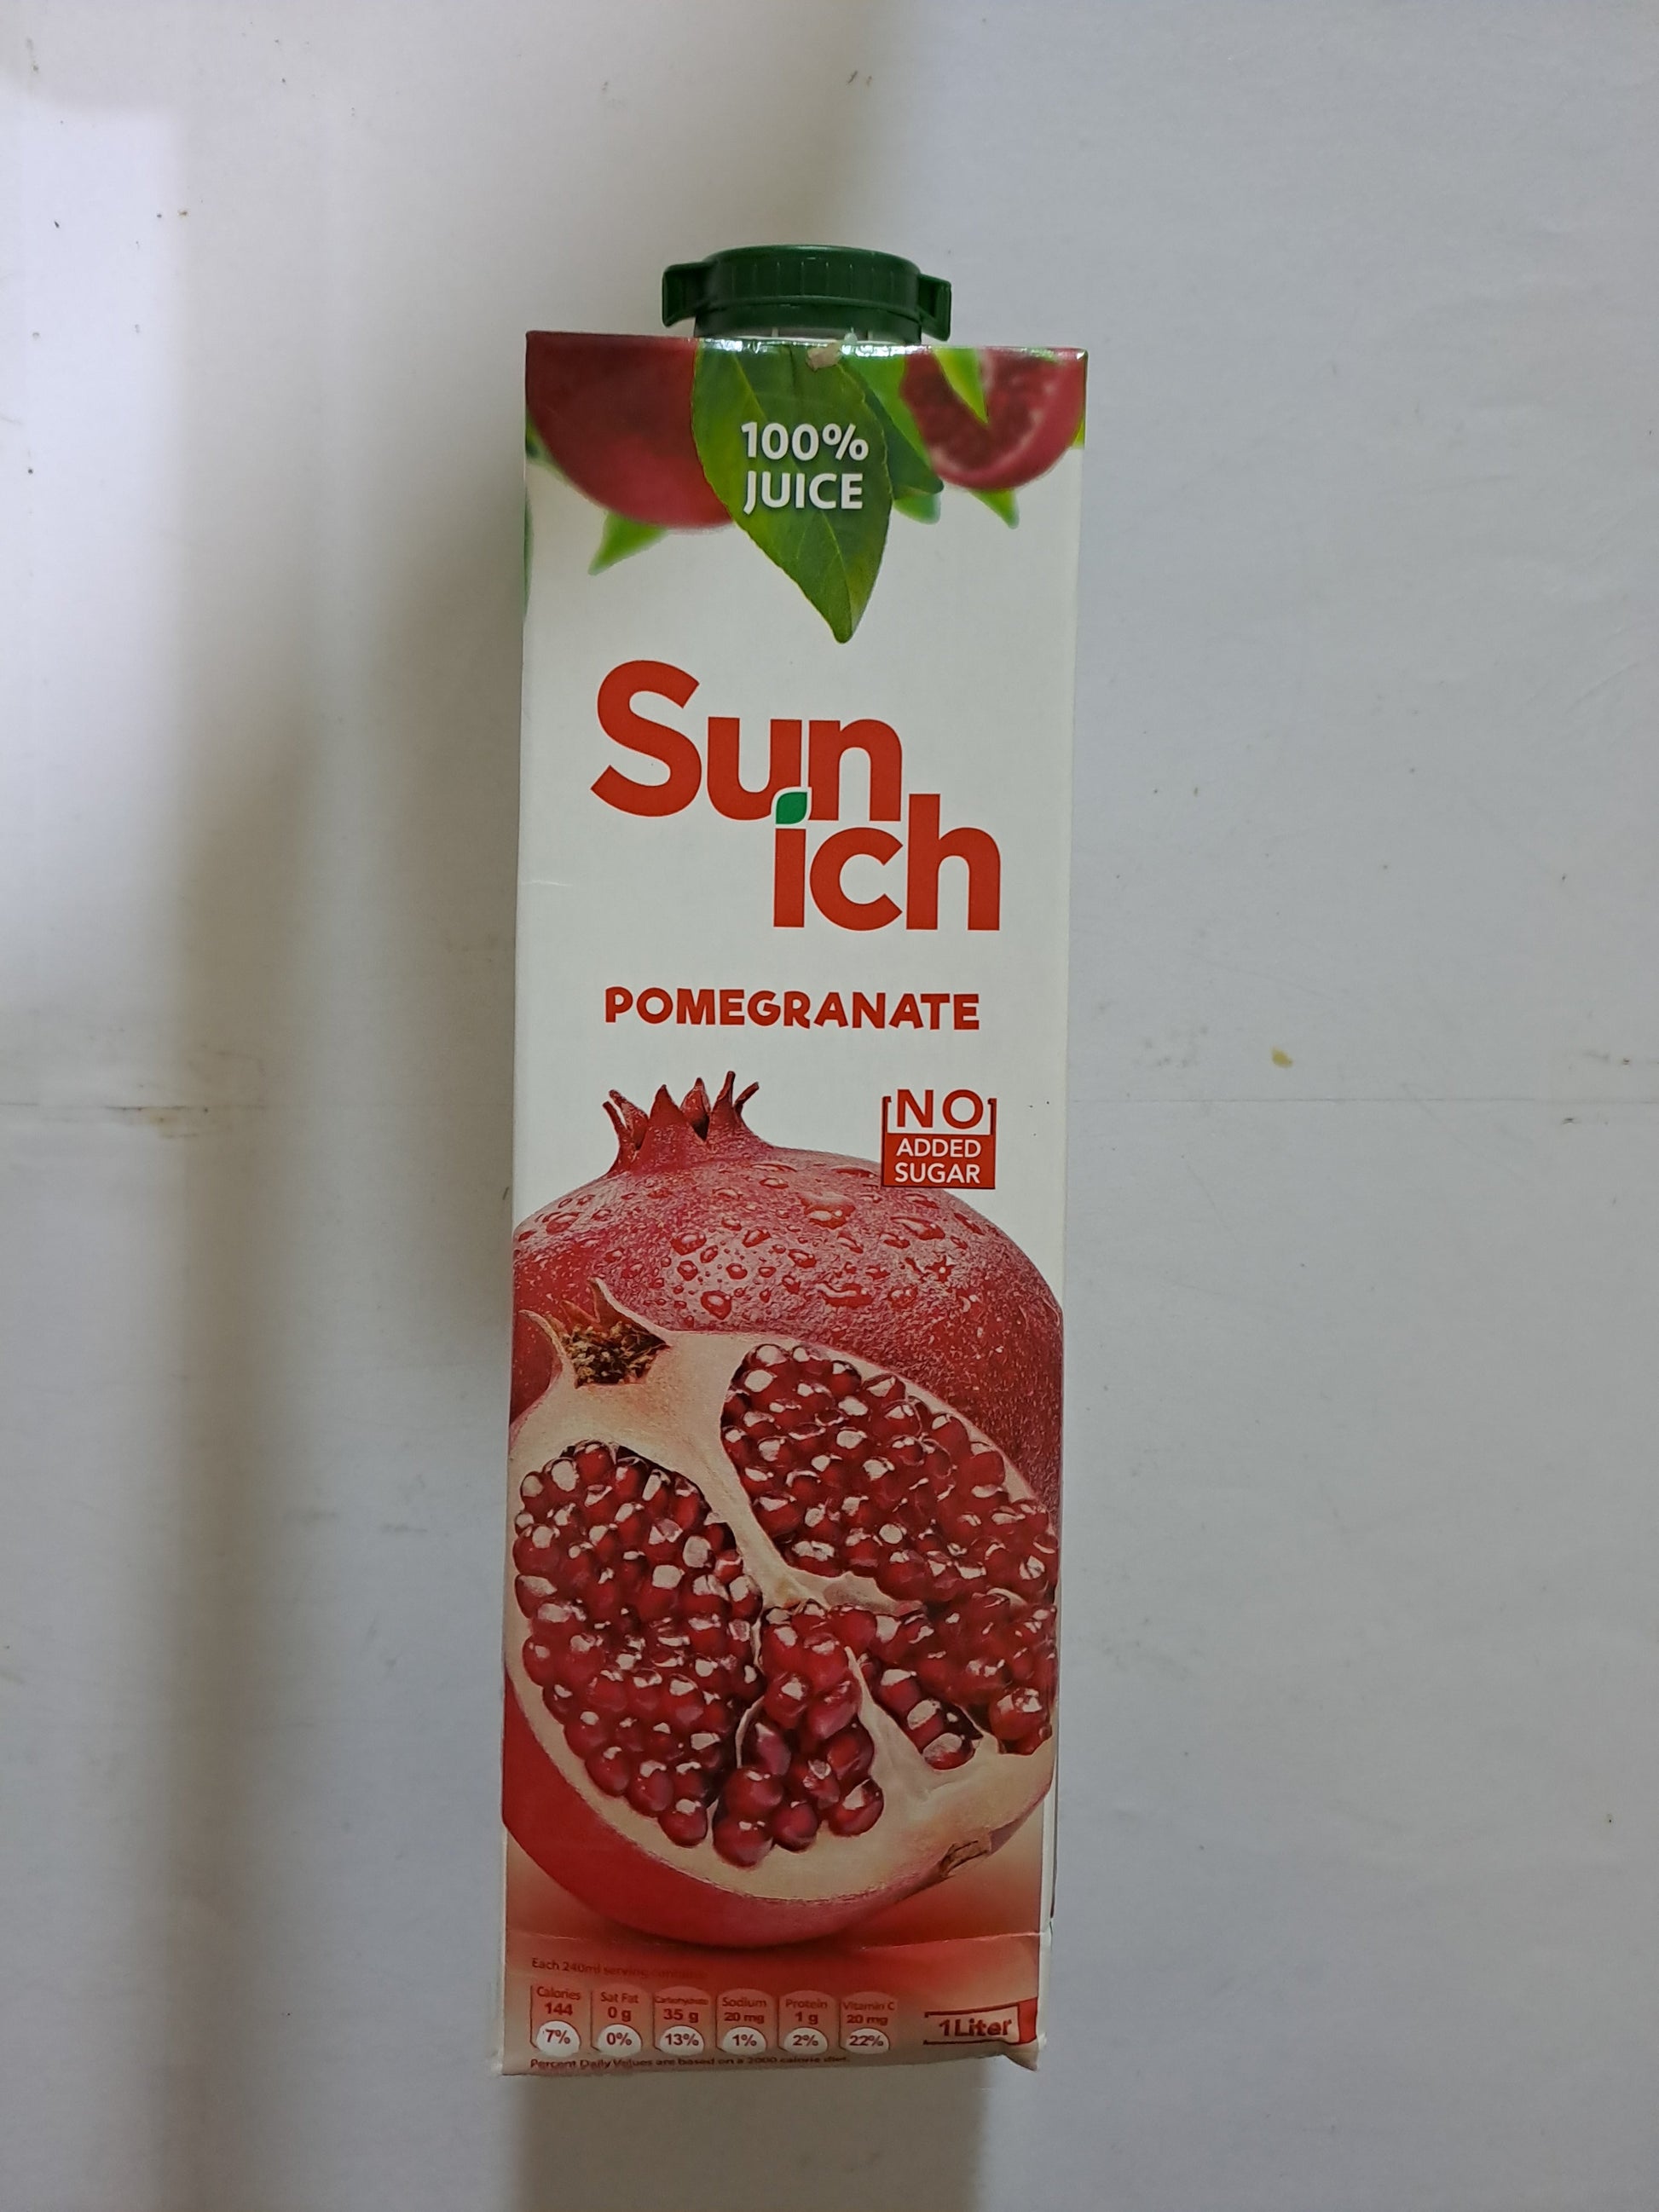 100%
JUICE
Sun
ich
POMEGRANATE
NO
ADDED
SUGAR
Each 240ml serving contains
Calories 144 7%
Sat Fat 0 g 0%
Carbohydrate 35 g 13%
Sodium 20 mg 1%
Protein 1 g 2%
Vitamin C 20 mg 22%
1Liter
Percent Daily Values are based on a 2000 calorie diet.